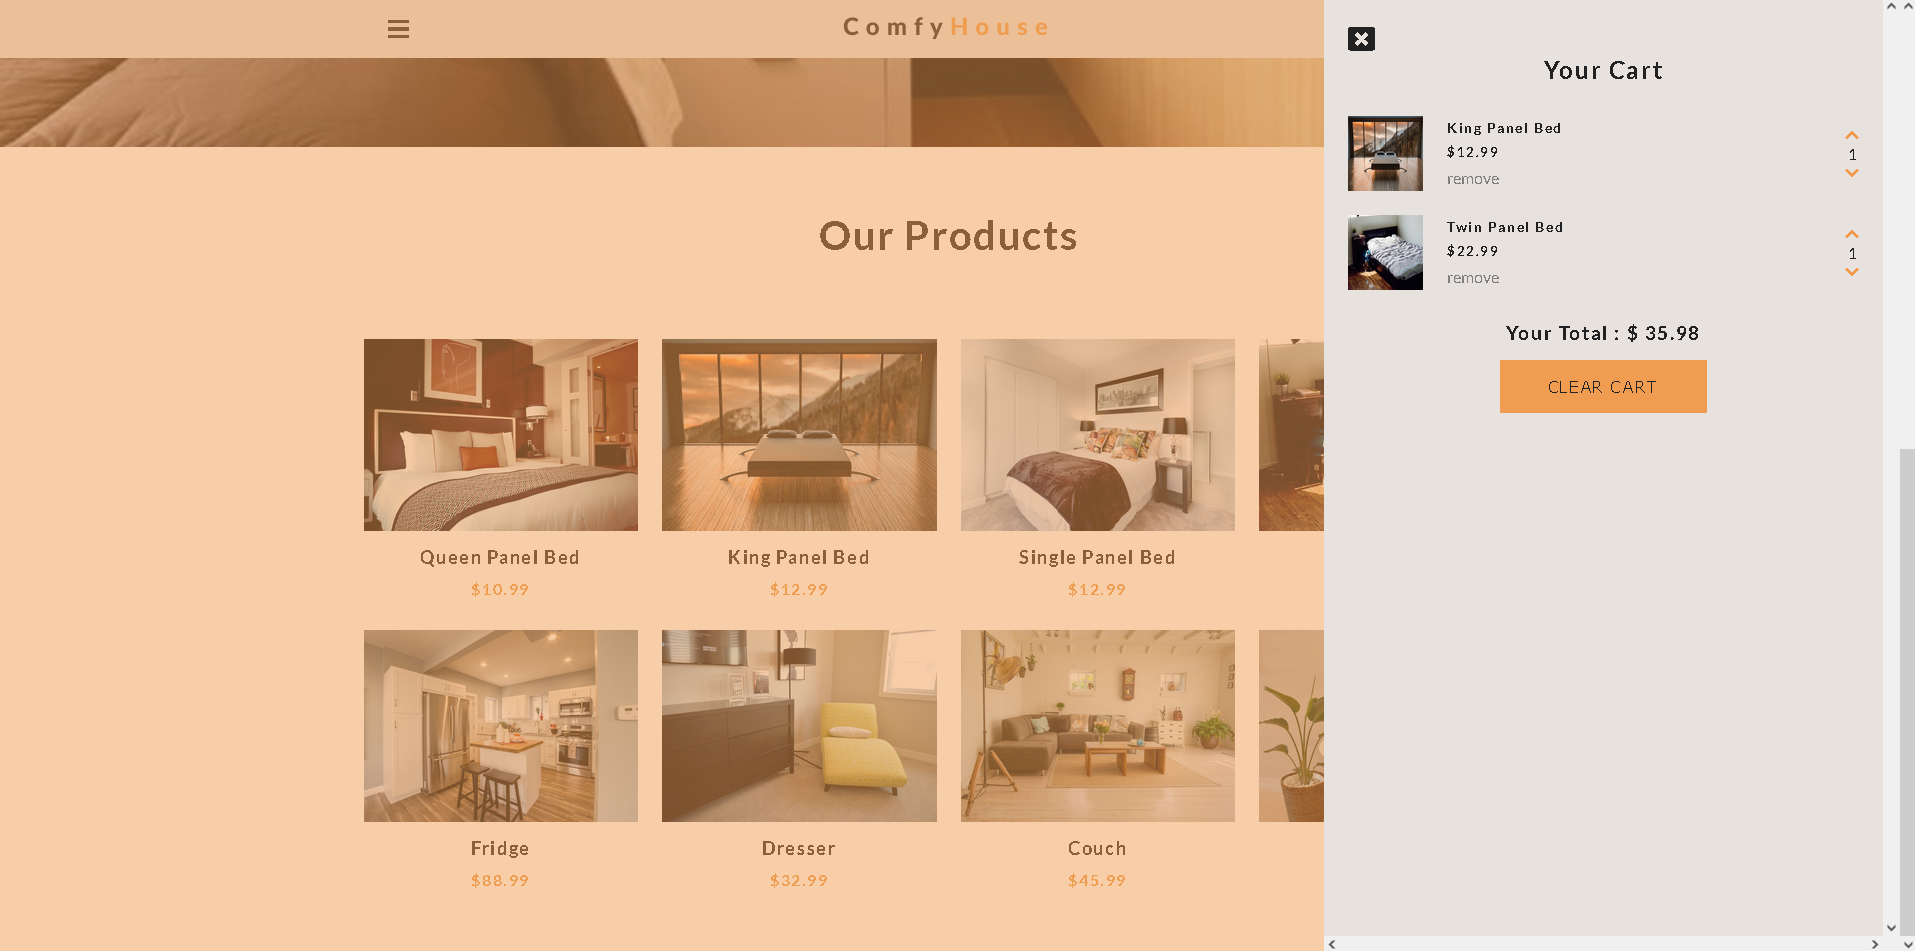 ComfyHouse
Our Products
Queen Panel Bed
$10.99
King Panel Bed
$12.99
Single Panel Bed
$12.99
Fridge
$88.99
Dresser
$32.99
Couch
$45.99
Your Cart
King Panel Bed
$12.99
remove
1
Twin Panel Bed
$22.99
remove
1
Your Total : $ 35.98
CLEAR CART